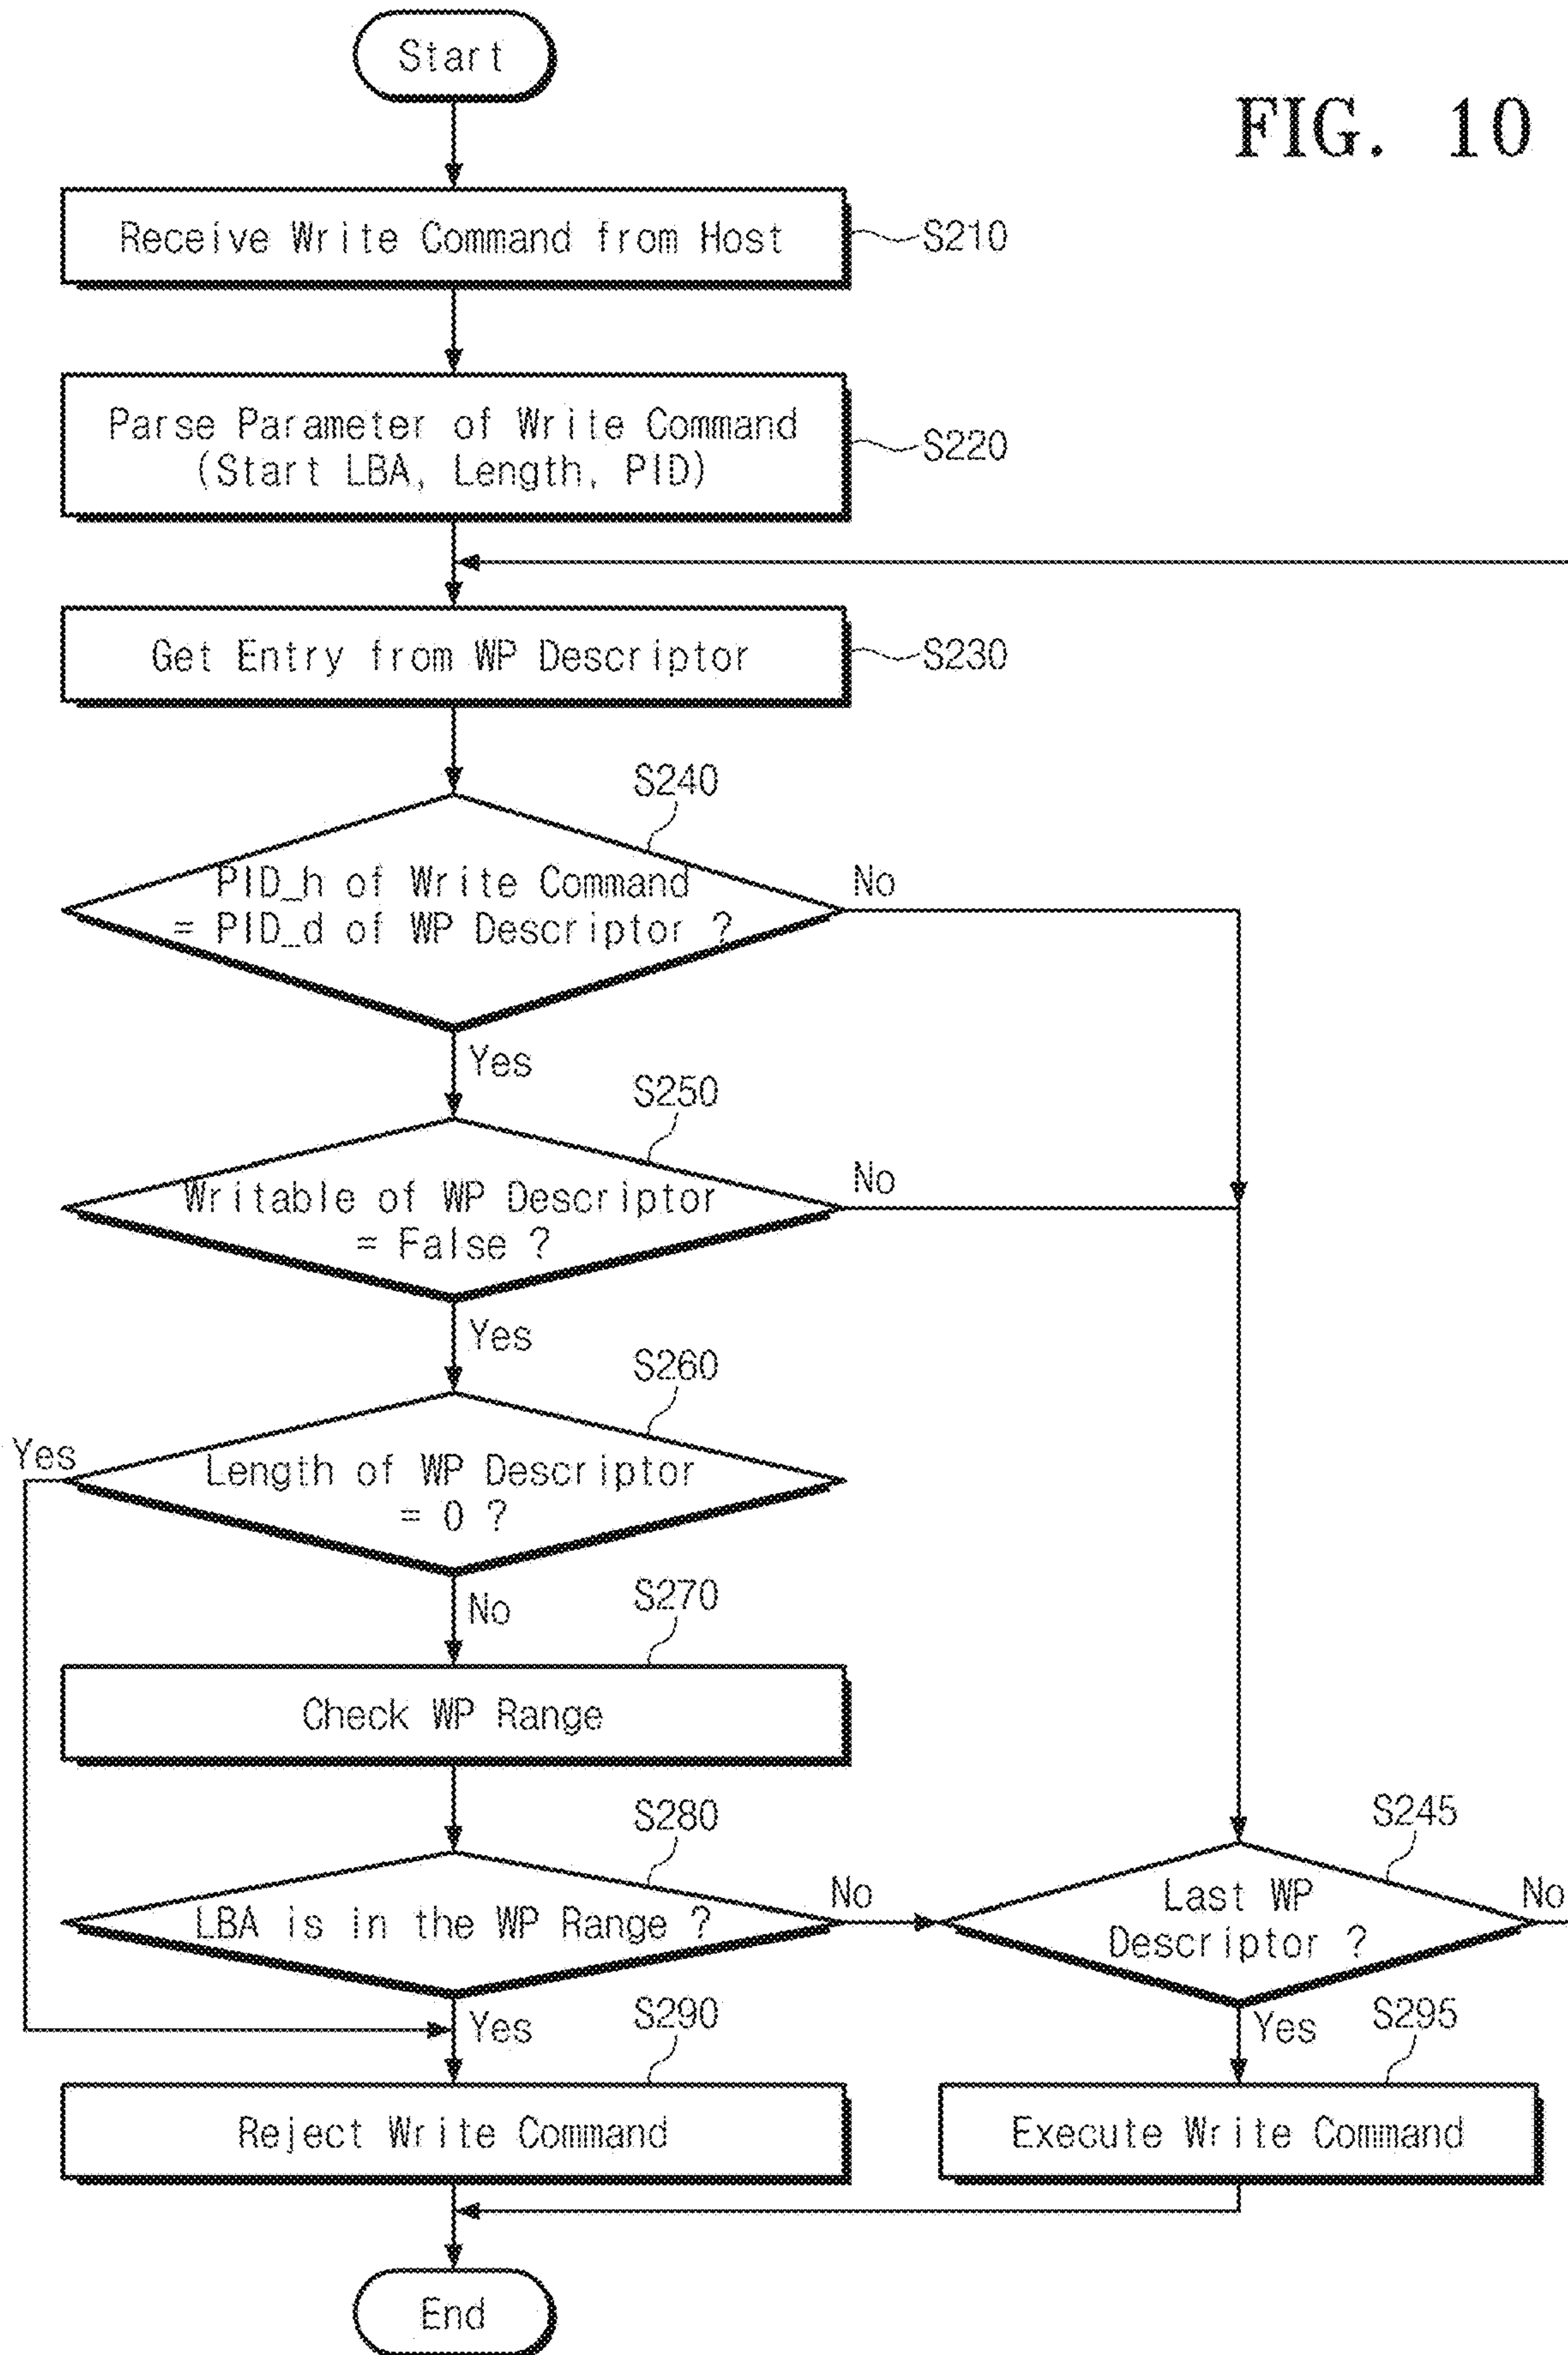 Start
FIG. 10
Receive Write Command from Host
S210
Parse Parameter of Write Command
(Start LBA, Length, PID)
S220
Get Entry from WP Descriptor
S230
S240
PID_h of Write Command
= PID_d of WP Descriptor ?
No
Yes
S250
Writable of WP Descriptor
= False ?
No
Yes
S260
Yes
Length of WP Descriptor
= 0 ?
No
S270
Check WP Range
S280
LBA is in the WP Range ?
No
S245
Last WP
Descriptor ?
No
Yes
S290
Yes
S295
Reject Write Command
Execute Write Command
End